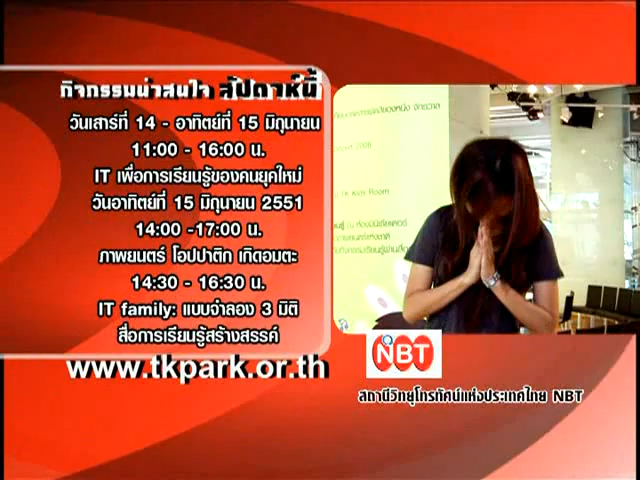 กิจกรรมน่าสนใจ สัปดาห์นี้
วันเสาร์ที่ 14 - อาทิตย์ที่ 15 มิถุนายน
11:00 - 16:00 น.
IT เพื่อการเรียนรู้ของคนยุคใหม่
วันอาทิตย์ที่ 15 มิถุนายน 2551
14:00 -17:00 น.
ภาพยนตร์ โอปปาติก เกิดอมตะ
14:30 - 16:30 น.
IT family: แบบจำลอง 3 มิติ
สื่อการเรียนรู้สร้างสรรค์
www.tkpark.or.th
Room
NBT
สถานีวิทยุโทรทัศน์แห่งประเทศไทย NBT